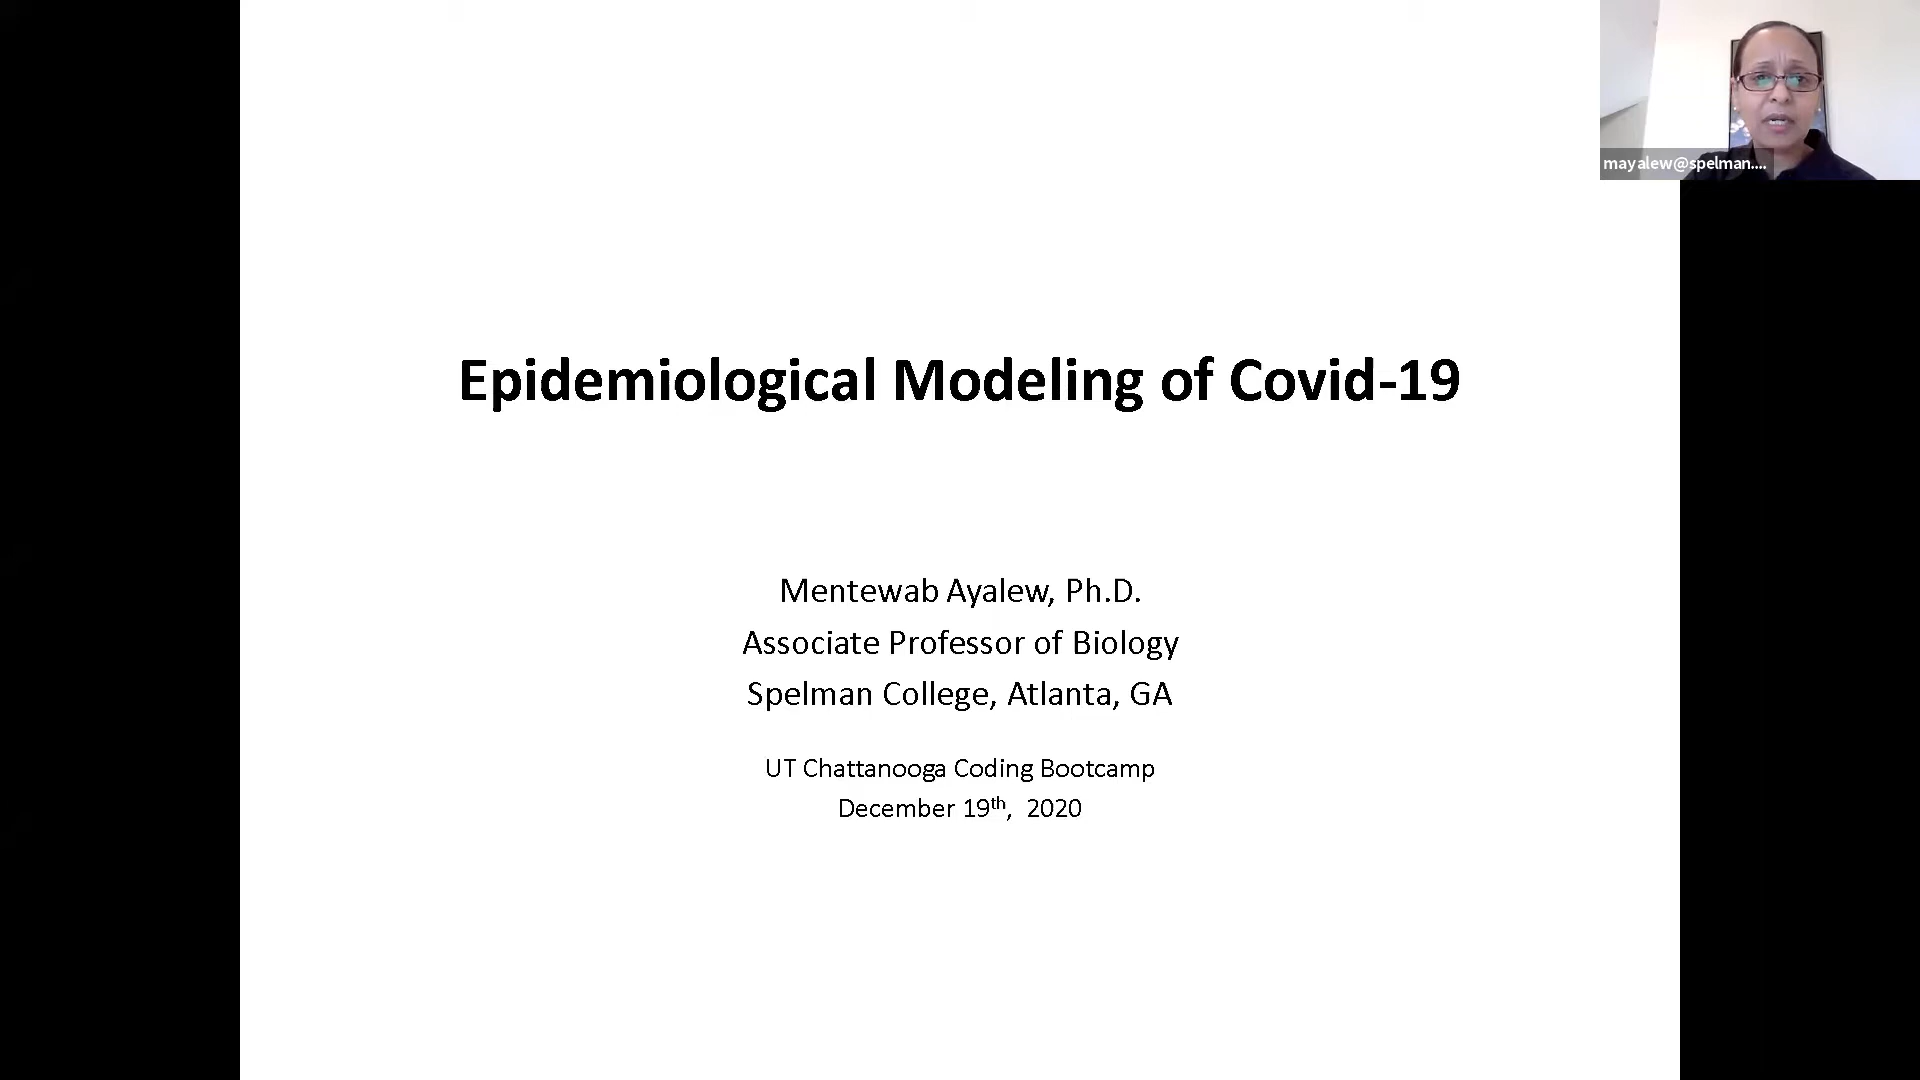 mayalew@spelman....
Epidemiological Modeling of Covid-19
Mentewab Ayalew, Ph.D.
Associate Professor of Biology
Spelman College, Atlanta, GA
UT Chattanooga Coding Bootcamp
December 19th, 2020